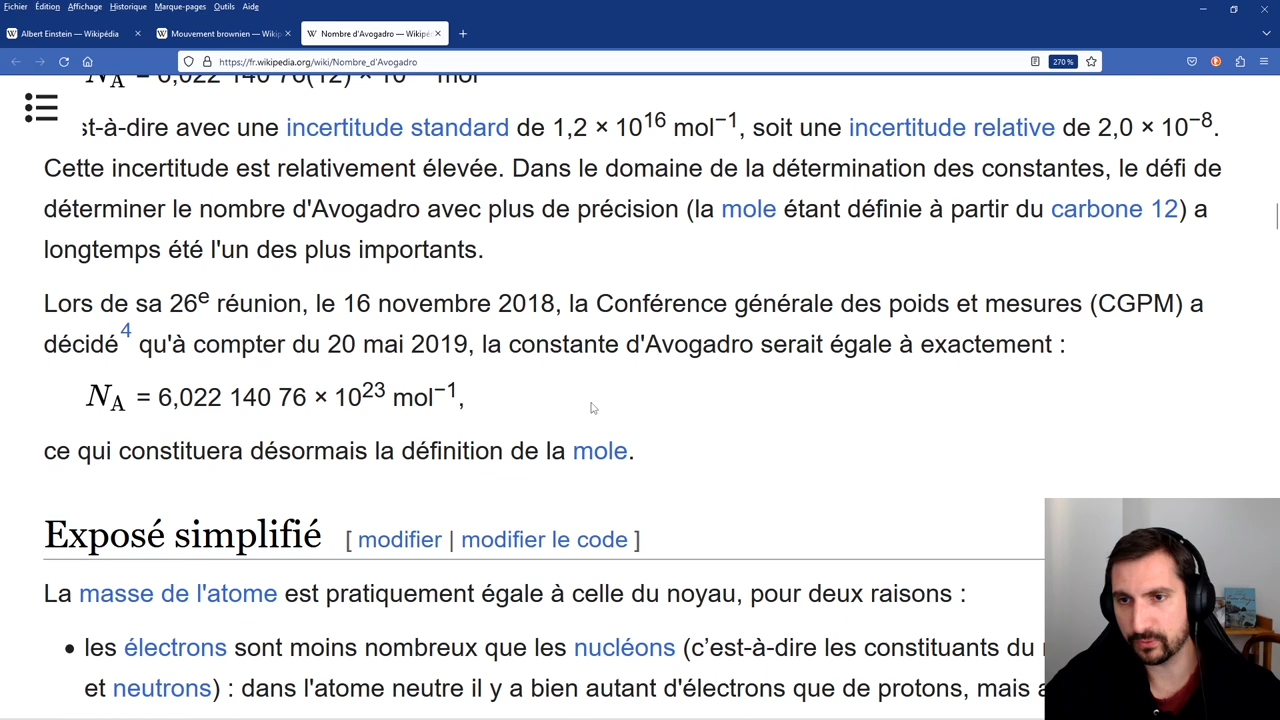 Fichier Édition Affichage Historique Marque-pages Outils Aide
Albert Einstein — Wikipédia
Mouvement brownien — Wikip
Nombre d'Avogadro — Wikipé
https://fr.wikipedia.org/wiki/Nombre_d'Avogadro 270 %
st-à-dire avec une incertitude standard de 1,2 × 10¹⁶ mol⁻¹, soit une incertitude relative de 2,0 × 10⁻⁸.
Cette incertitude est relativement élevée. Dans le domaine de la détermination des constantes, le défi de
déterminer le nombre d'Avogadro avec plus de précision (la mole étant définie à partir du carbone 12) a
longtemps été l'un des plus importants.
Lors de sa 26ᵉ réunion, le 16 novembre 2018, la Conférence générale des poids et mesures (CGPM) a
décidé⁴ qu'à compter du 20 mai 2019, la constante d'Avogadro serait égale à exactement :
N_A = 6,022 140 76 × 10²³ mol⁻¹,
ce qui constituera désormais la définition de la mole.
Exposé simplifié [ modifier | modifier le code ]
La masse de l'atome est pratiquement égale à celle du noyau, pour deux raisons :
• les électrons sont moins nombreux que les nucléons (c'est-à-dire les constituants du
et neutrons) : dans l'atome neutre il y a bien autant d'électrons que de protons, mais